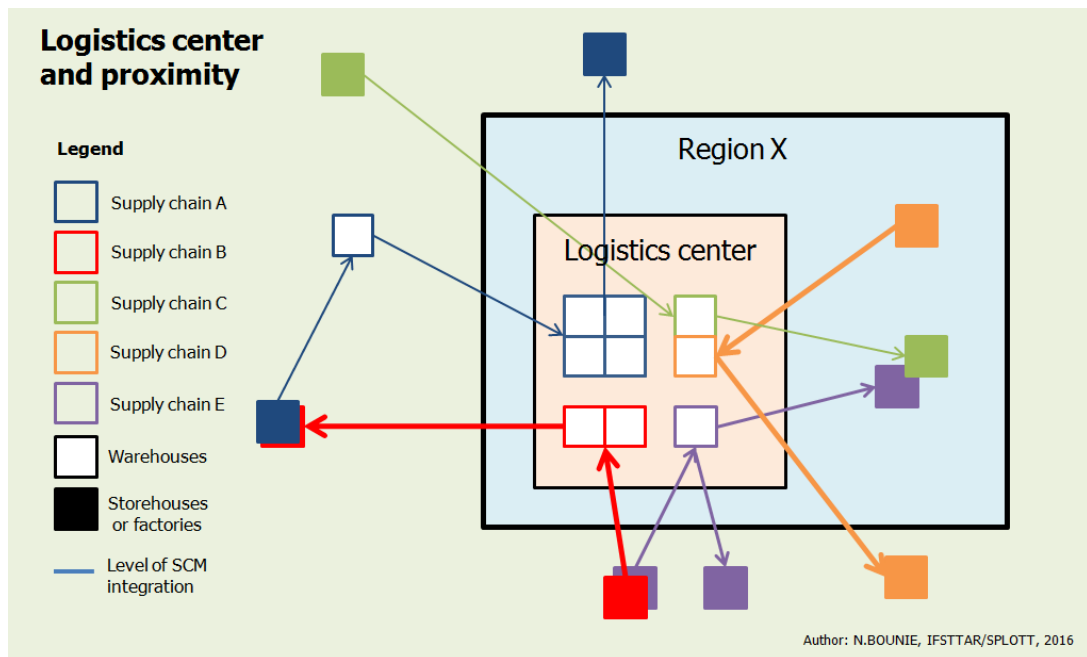 Logistics center
and proximity
Legend
Supply chain A
Supply chain B
Supply chain C
Supply chain D
Supply chain E
Warehouses
Storehouses
or factories
Level of SCM
integration
Region X
Logistics center
Author: N.BOUNIE, IFSTTAR/SPLOTT, 2016